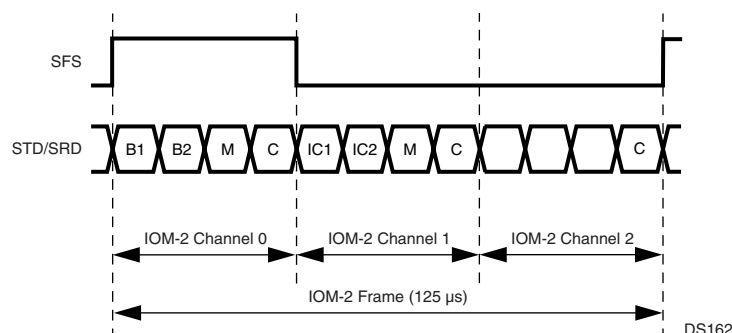 SFS
STD/SRD B1 B2 M C IC1 IC2 M C C
IOM-2 Channel 0 IOM-2 Channel 1 IOM-2 Channel 2
IOM-2 Frame (125 µs)
DS162